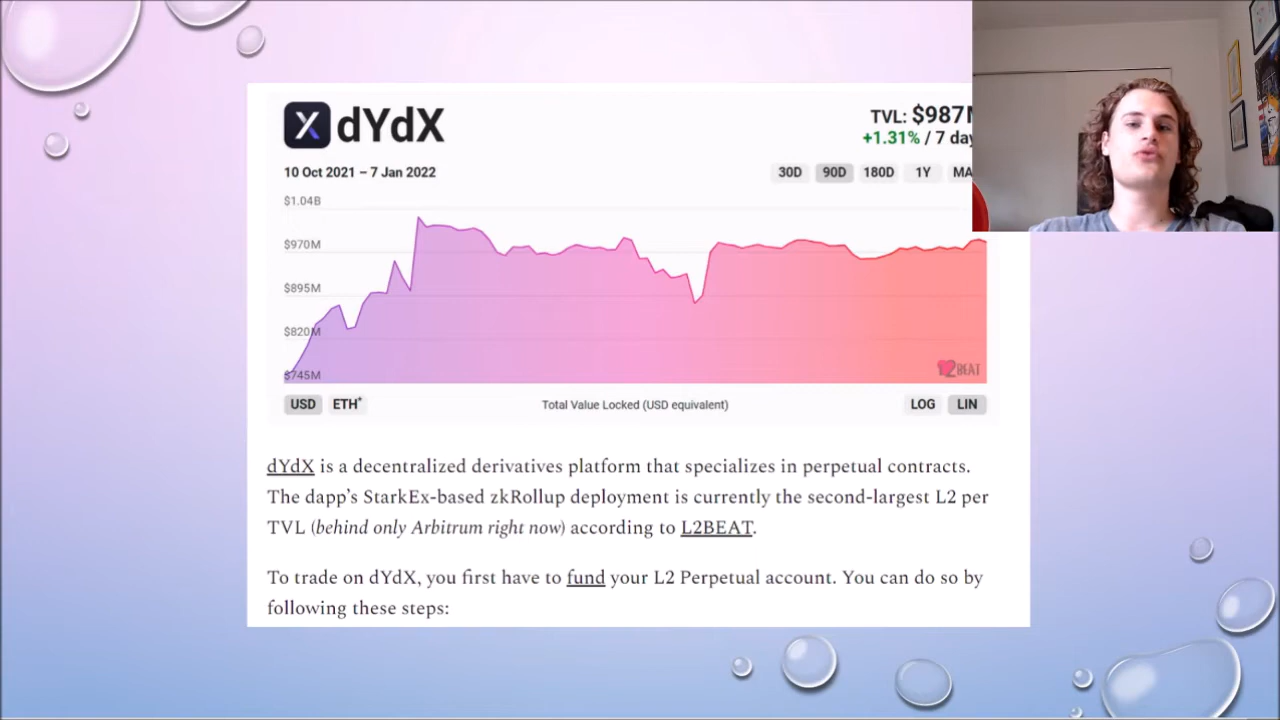 dYdX
TVL: $987M
+1.31% / 7 day
10 Oct 2021 – 7 Jan 2022
30D 90D 180D 1Y MA
$1.04B
$970M
$895M
$820M
$745M
L2BEAT
USD ETH*
Total Value Locked (USD equivalent)
LOG LIN
dYdX is a decentralized derivatives platform that specializes in perpetual contracts.
The dapp’s StarkEx-based zkRollup deployment is currently the second-largest L2 per
TVL (behind only Arbitrum right now) according to L2BEAT.
To trade on dYdX, you first have to fund your L2 Perpetual account. You can do so by
following these steps: